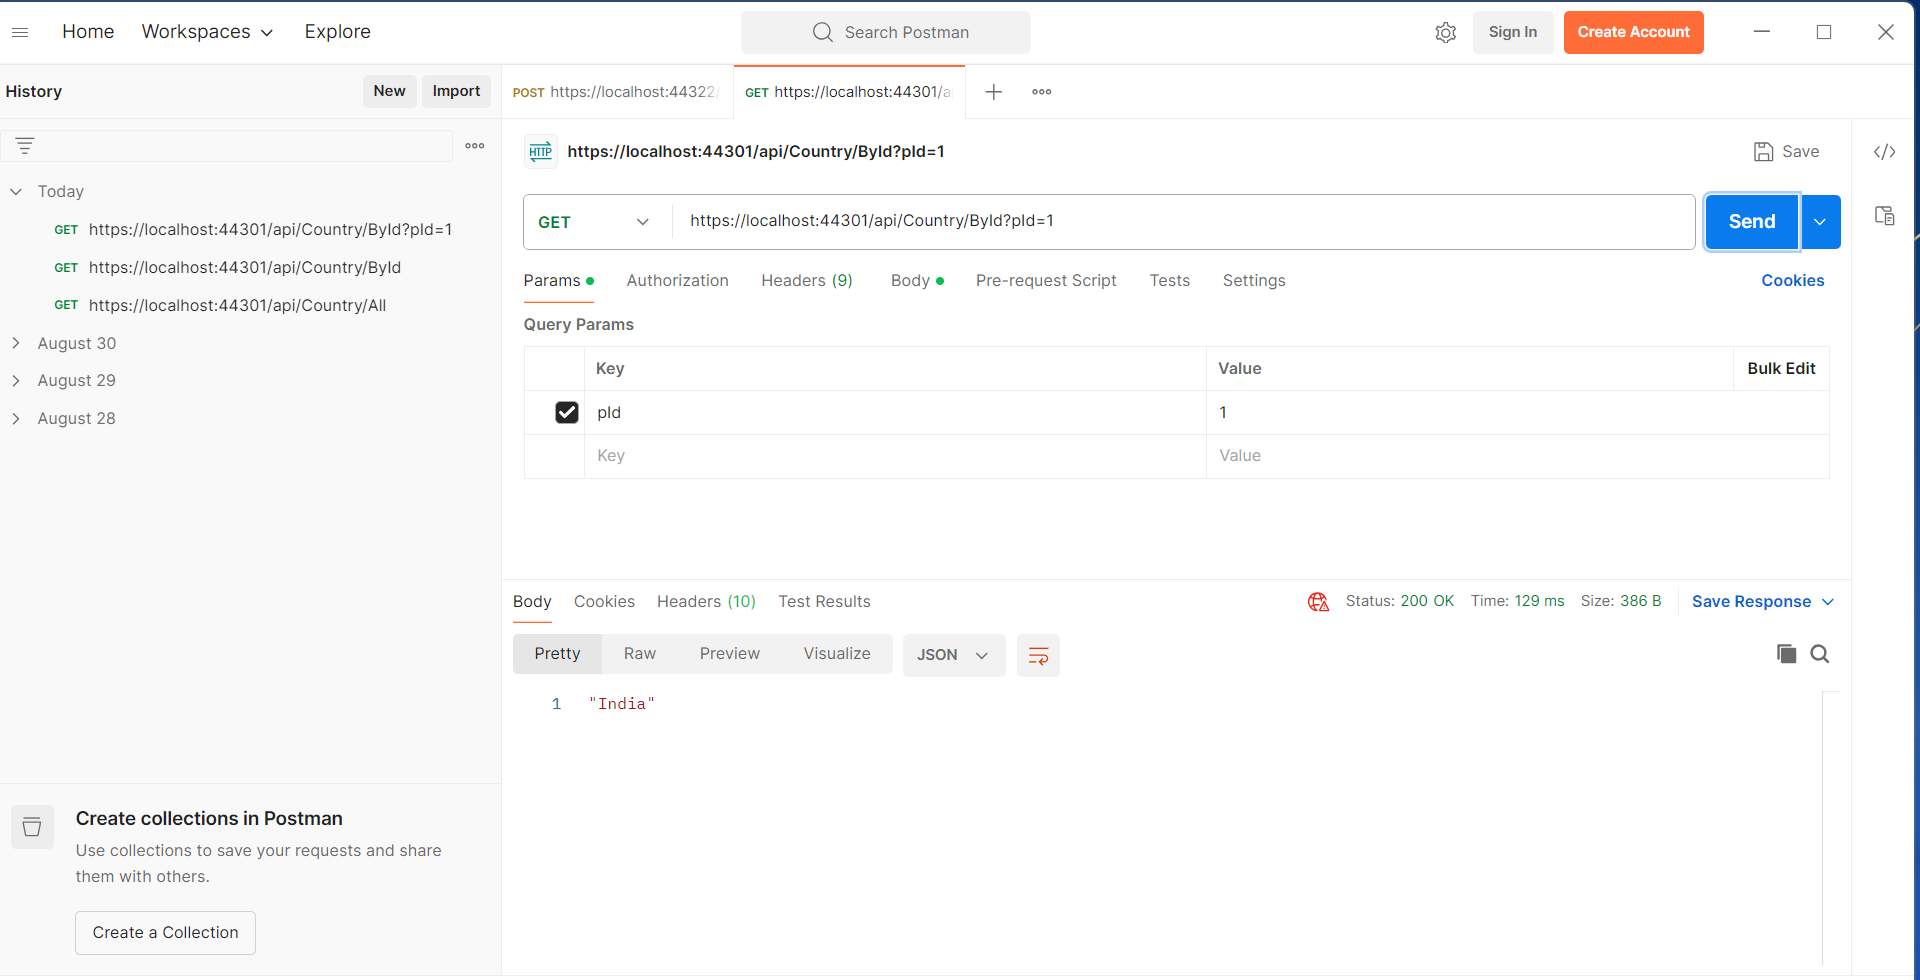 Home Workspaces Explore Search Postman Sign In Create Account
History New Import
POST https://localhost:44322/ GET https://localhost:44301/a
HTTP https://localhost:44301/api/Country/ById?pId=1 Save
Today
GET https://localhost:44301/api/Country/ById?pId=1
GET https://localhost:44301/api/Country/ById
GET https://localhost:44301/api/Country/All
August 30
August 29
August 28
GET https://localhost:44301/api/Country/ById?pId=1 Send
Params Authorization Headers (9) Body Pre-request Script Tests Settings Cookies
Query Params
Key Value Bulk Edit
pId 1
Key Value
Body Cookies Headers (10) Test Results Status: 200 OK Time: 129 ms Size: 386 B Save Response
Pretty Raw Preview Visualize JSON
1 "India"
Create collections in Postman
Use collections to save your requests and share
them with others.
Create a Collection